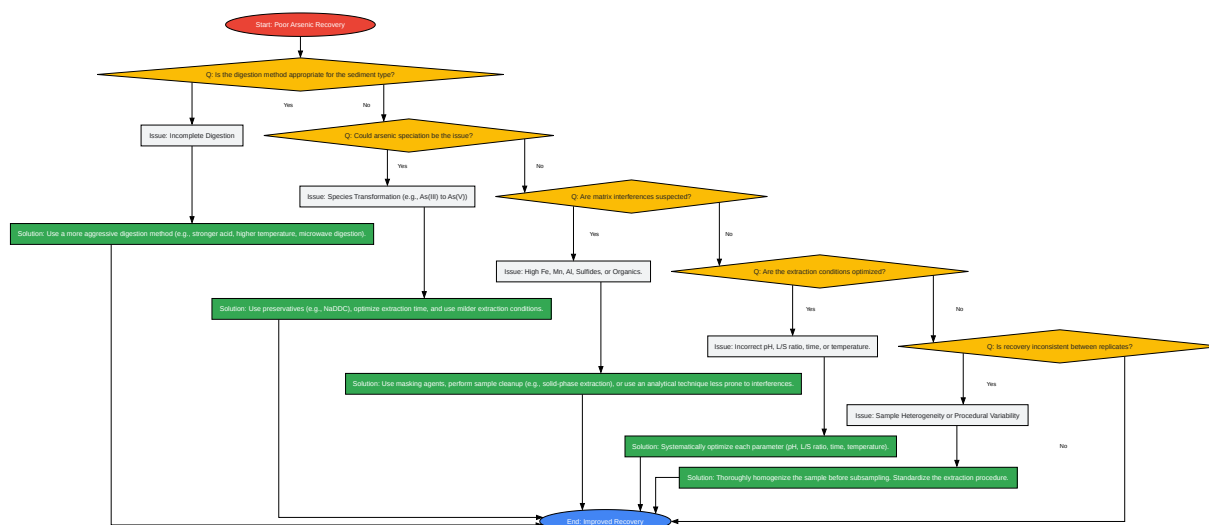 Start: Poor Arsenic Recovery
Q: Is the digestion method appropriate for the sediment type?
Yes
No
Issue: Incomplete Digestion
Q: Could arsenic speciation be the issue?
Yes
No
Issue: Species Transformation (e.g., As(III) to As(V))
Q: Are matrix interferences suspected?
Solution: Use a more aggressive digestion method (e.g., stronger acid, higher temperature, microwave digestion).
Yes
No
Issue: High Fe, Mn, Al, Sulfides, or Organics.
Q: Are the extraction conditions optimized?
Solution: Use preservatives (e.g., NaDDC), optimize extraction time, and use milder extraction conditions.
Yes
No
Issue: Incorrect pH, L/S ratio, time, or temperature.
Q: Is recovery inconsistent between replicates?
Solution: Use masking agents, perform sample cleanup (e.g., solid-phase extraction), or use an analytical technique less prone to interferences.
Yes
Issue: Sample Heterogeneity or Procedural Variability
Solution: Systematically optimize each parameter (pH, L/S ratio, time, temperature).
No
Solution: Thoroughly homogenize the sample before subsampling. Standardize the extraction procedure.
End: Improved Recovery